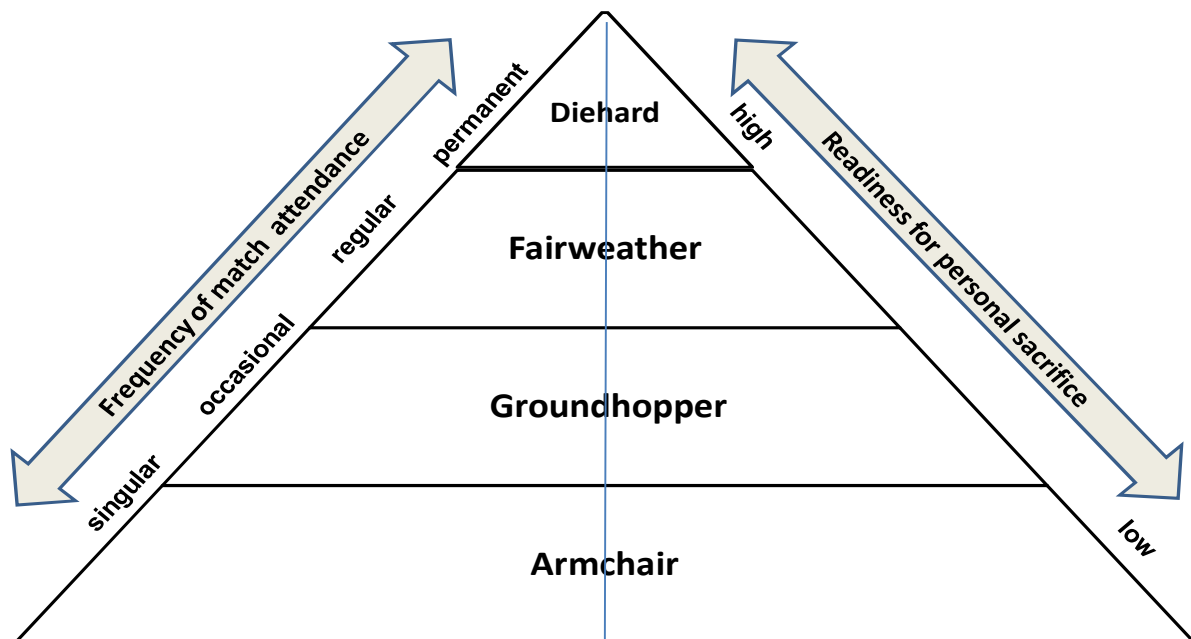 Diehard
Fairweather
Groundhopper
Armchair
Frequency of match attendance
permanent
regular
occasional
singular
Readiness for personal sacrifice
high
low